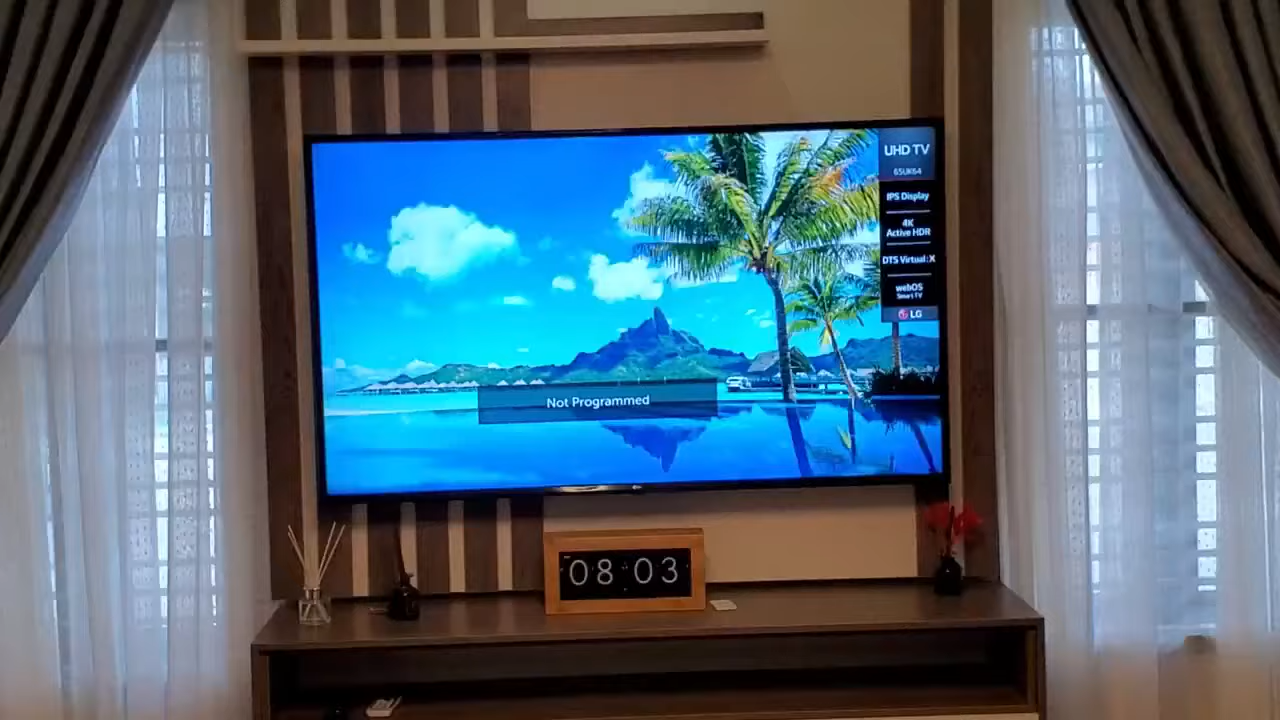 UHD TV
65UK64
IPS Display
4K
Active HDR
DTS Virtual:X
webOS
Smart TV
LG
Not Programmed
08:03